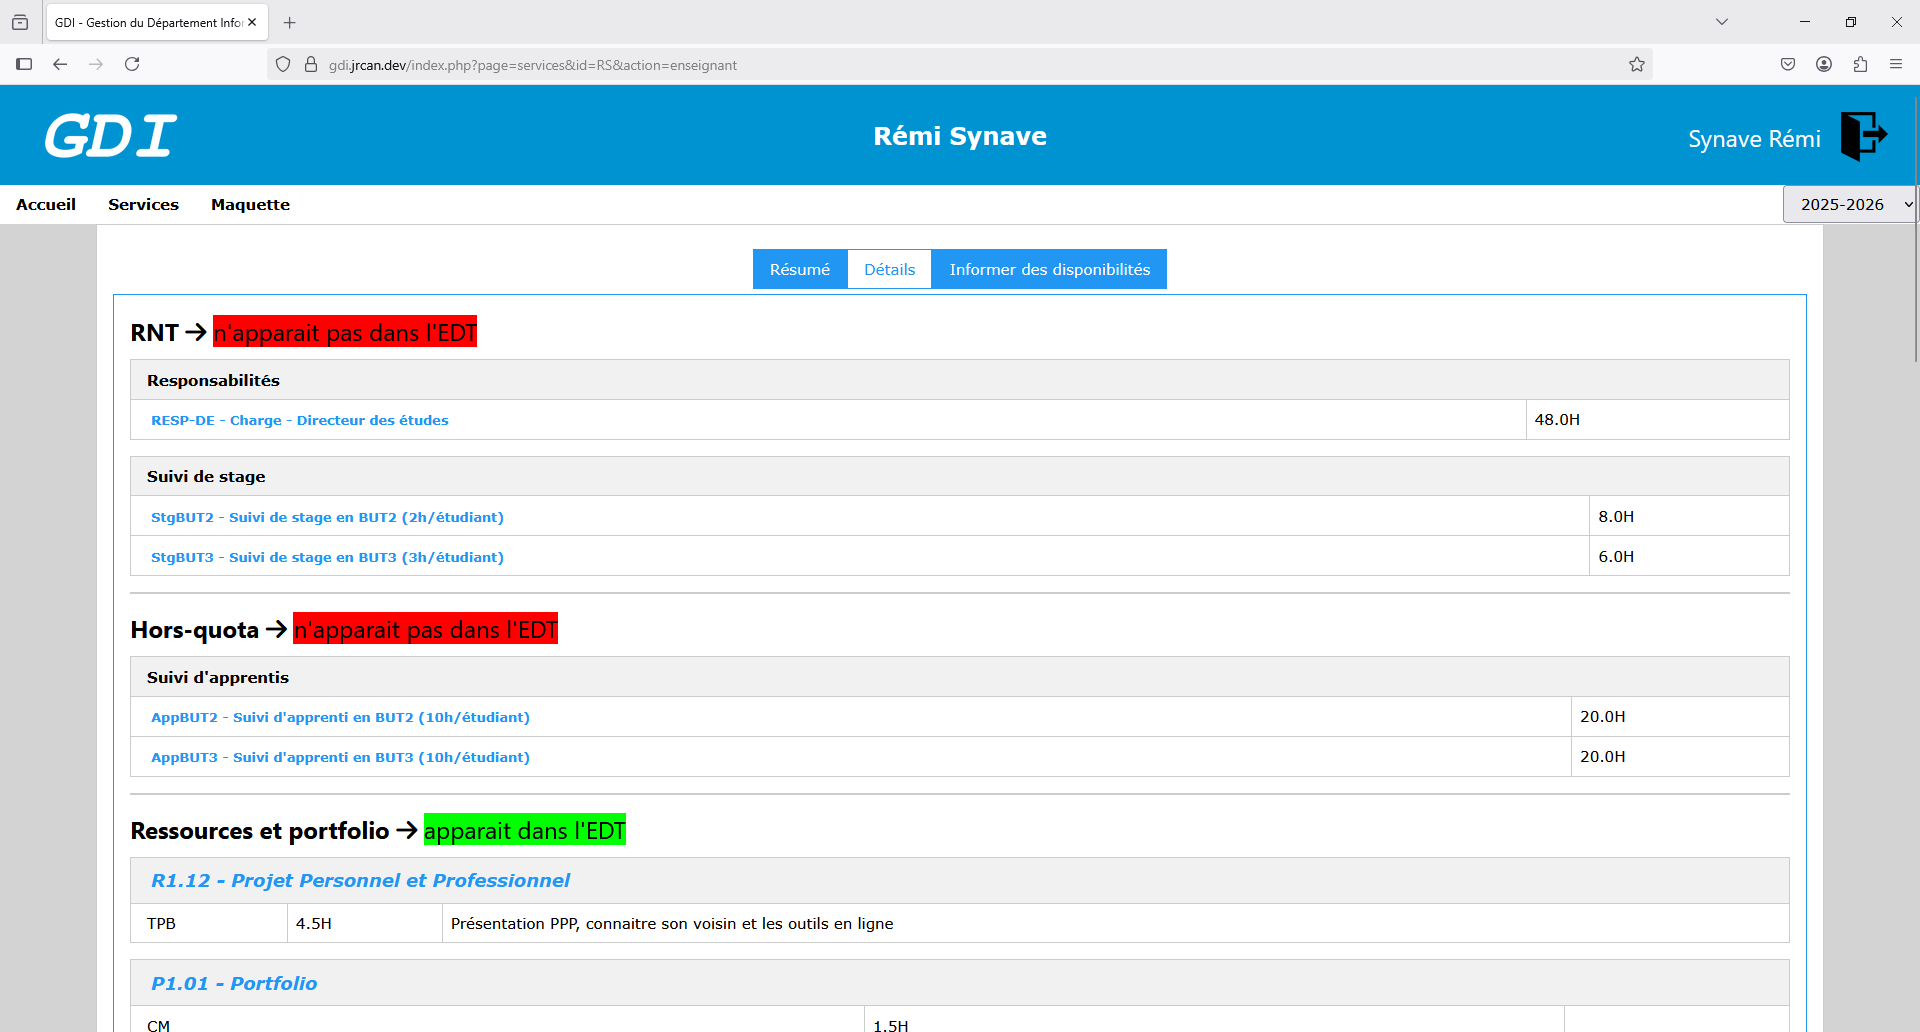 GDI - Gestion du Département Infor
gdi.jrcan.dev/index.php?page=services&id=RS&action=enseignant
GDI
Rémi Synave
Synave Rémi
Accueil
Services
Maquette
2025-2026
Résumé
Détails
Informer des disponibilités
RNT → n'apparait pas dans l'EDT
Responsabilités
RESP-DE - Charge - Directeur des études
48.0H
Suivi de stage
StgBUT2 - Suivi de stage en BUT2 (2h/étudiant)
8.0H
StgBUT3 - Suivi de stage en BUT3 (3h/étudiant)
6.0H
Hors-quota → n'apparait pas dans l'EDT
Suivi d'apprentis
AppBUT2 - Suivi d'apprenti en BUT2 (10h/étudiant)
20.0H
AppBUT3 - Suivi d'apprenti en BUT3 (10h/étudiant)
20.0H
Ressources et portfolio → apparait dans l'EDT
R1.12 - Projet Personnel et Professionnel
TPB
4.5H
Présentation PPP, connaitre son voisin et les outils en ligne
P1.01 - Portfolio
CM
1.5H